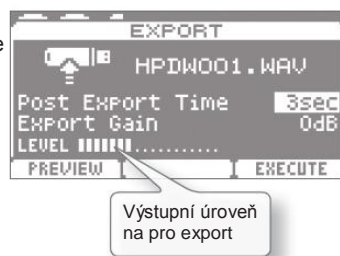 e
EXPORT
HPDW001.WAV
Post Export Time 3sec
Export Gain 0dB
LEVEL
PREVIEW EXECUTE
Výstupní úroveň
na pro export